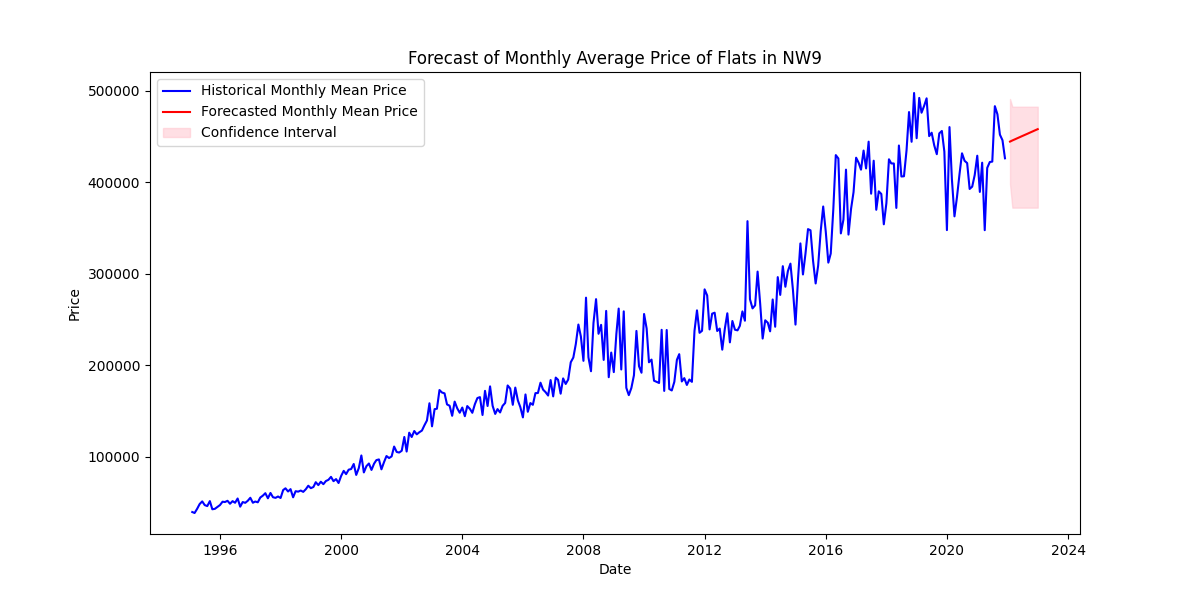 Forecast of Monthly Average Price of Flats in NW9
Historical Monthly Mean Price
Forecasted Monthly Mean Price
Confidence Interval
500000
400000
300000
200000
100000
Price
1996 2000 2004 2008 2012 2016 2020 2024
Date